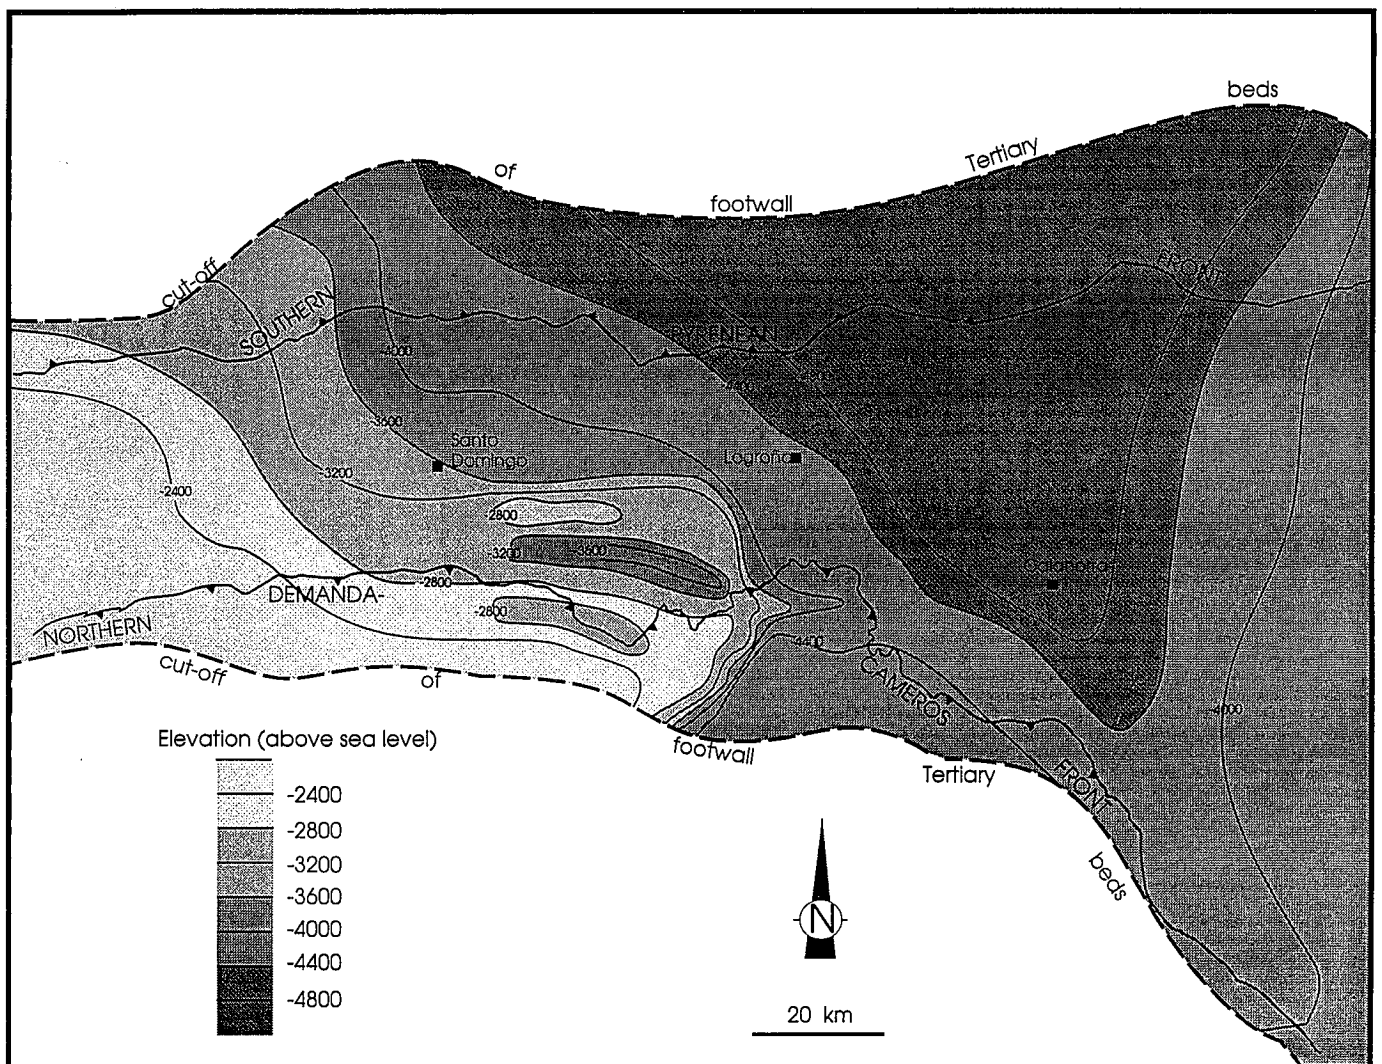 beds
Tertiary
of
footwall
cut-off
FRONT
SOUTHERN
PYRENEAN
-4000
-3600
Santo
Domingo
Logroño
-3200
-2400
-2800
-3200
-3600
-2800
DEMANDA-
-2800
NORTHERN
-4400
CAMEROS
cut-off
of
footwall
Tertiary
FRONT
beds
-4000
Elevation (above sea level)
-2400
-2800
-3200
-3600
-4000
-4400
-4800
N
20 km